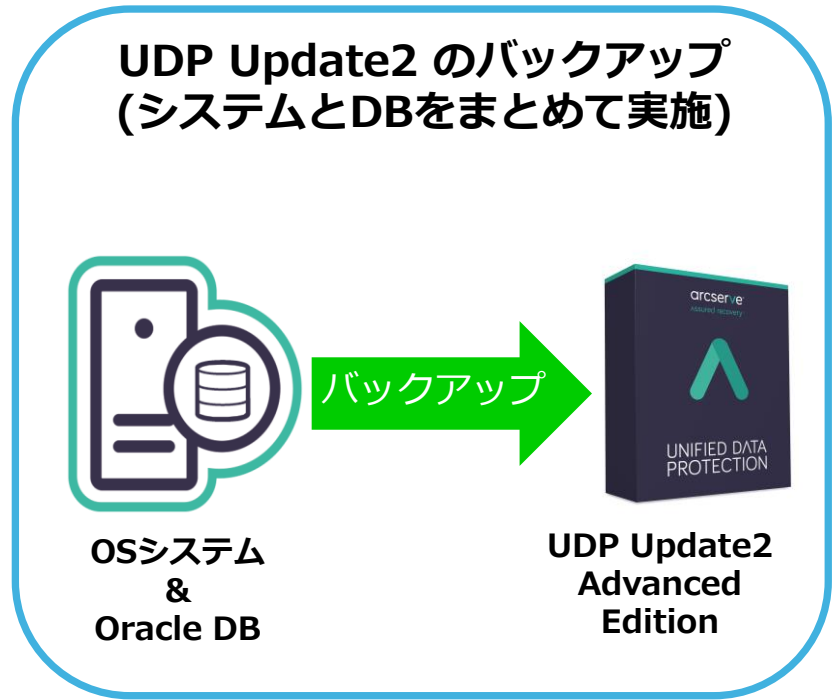 UDP Update2 のバックアップ
(システムとDBをまとめて実施)
バックアップ
arcserve
assured recovery
UNIFIED DATA
PROTECTION
OSシステム
&
Oracle DB
UDP Update2
Advanced
Edition